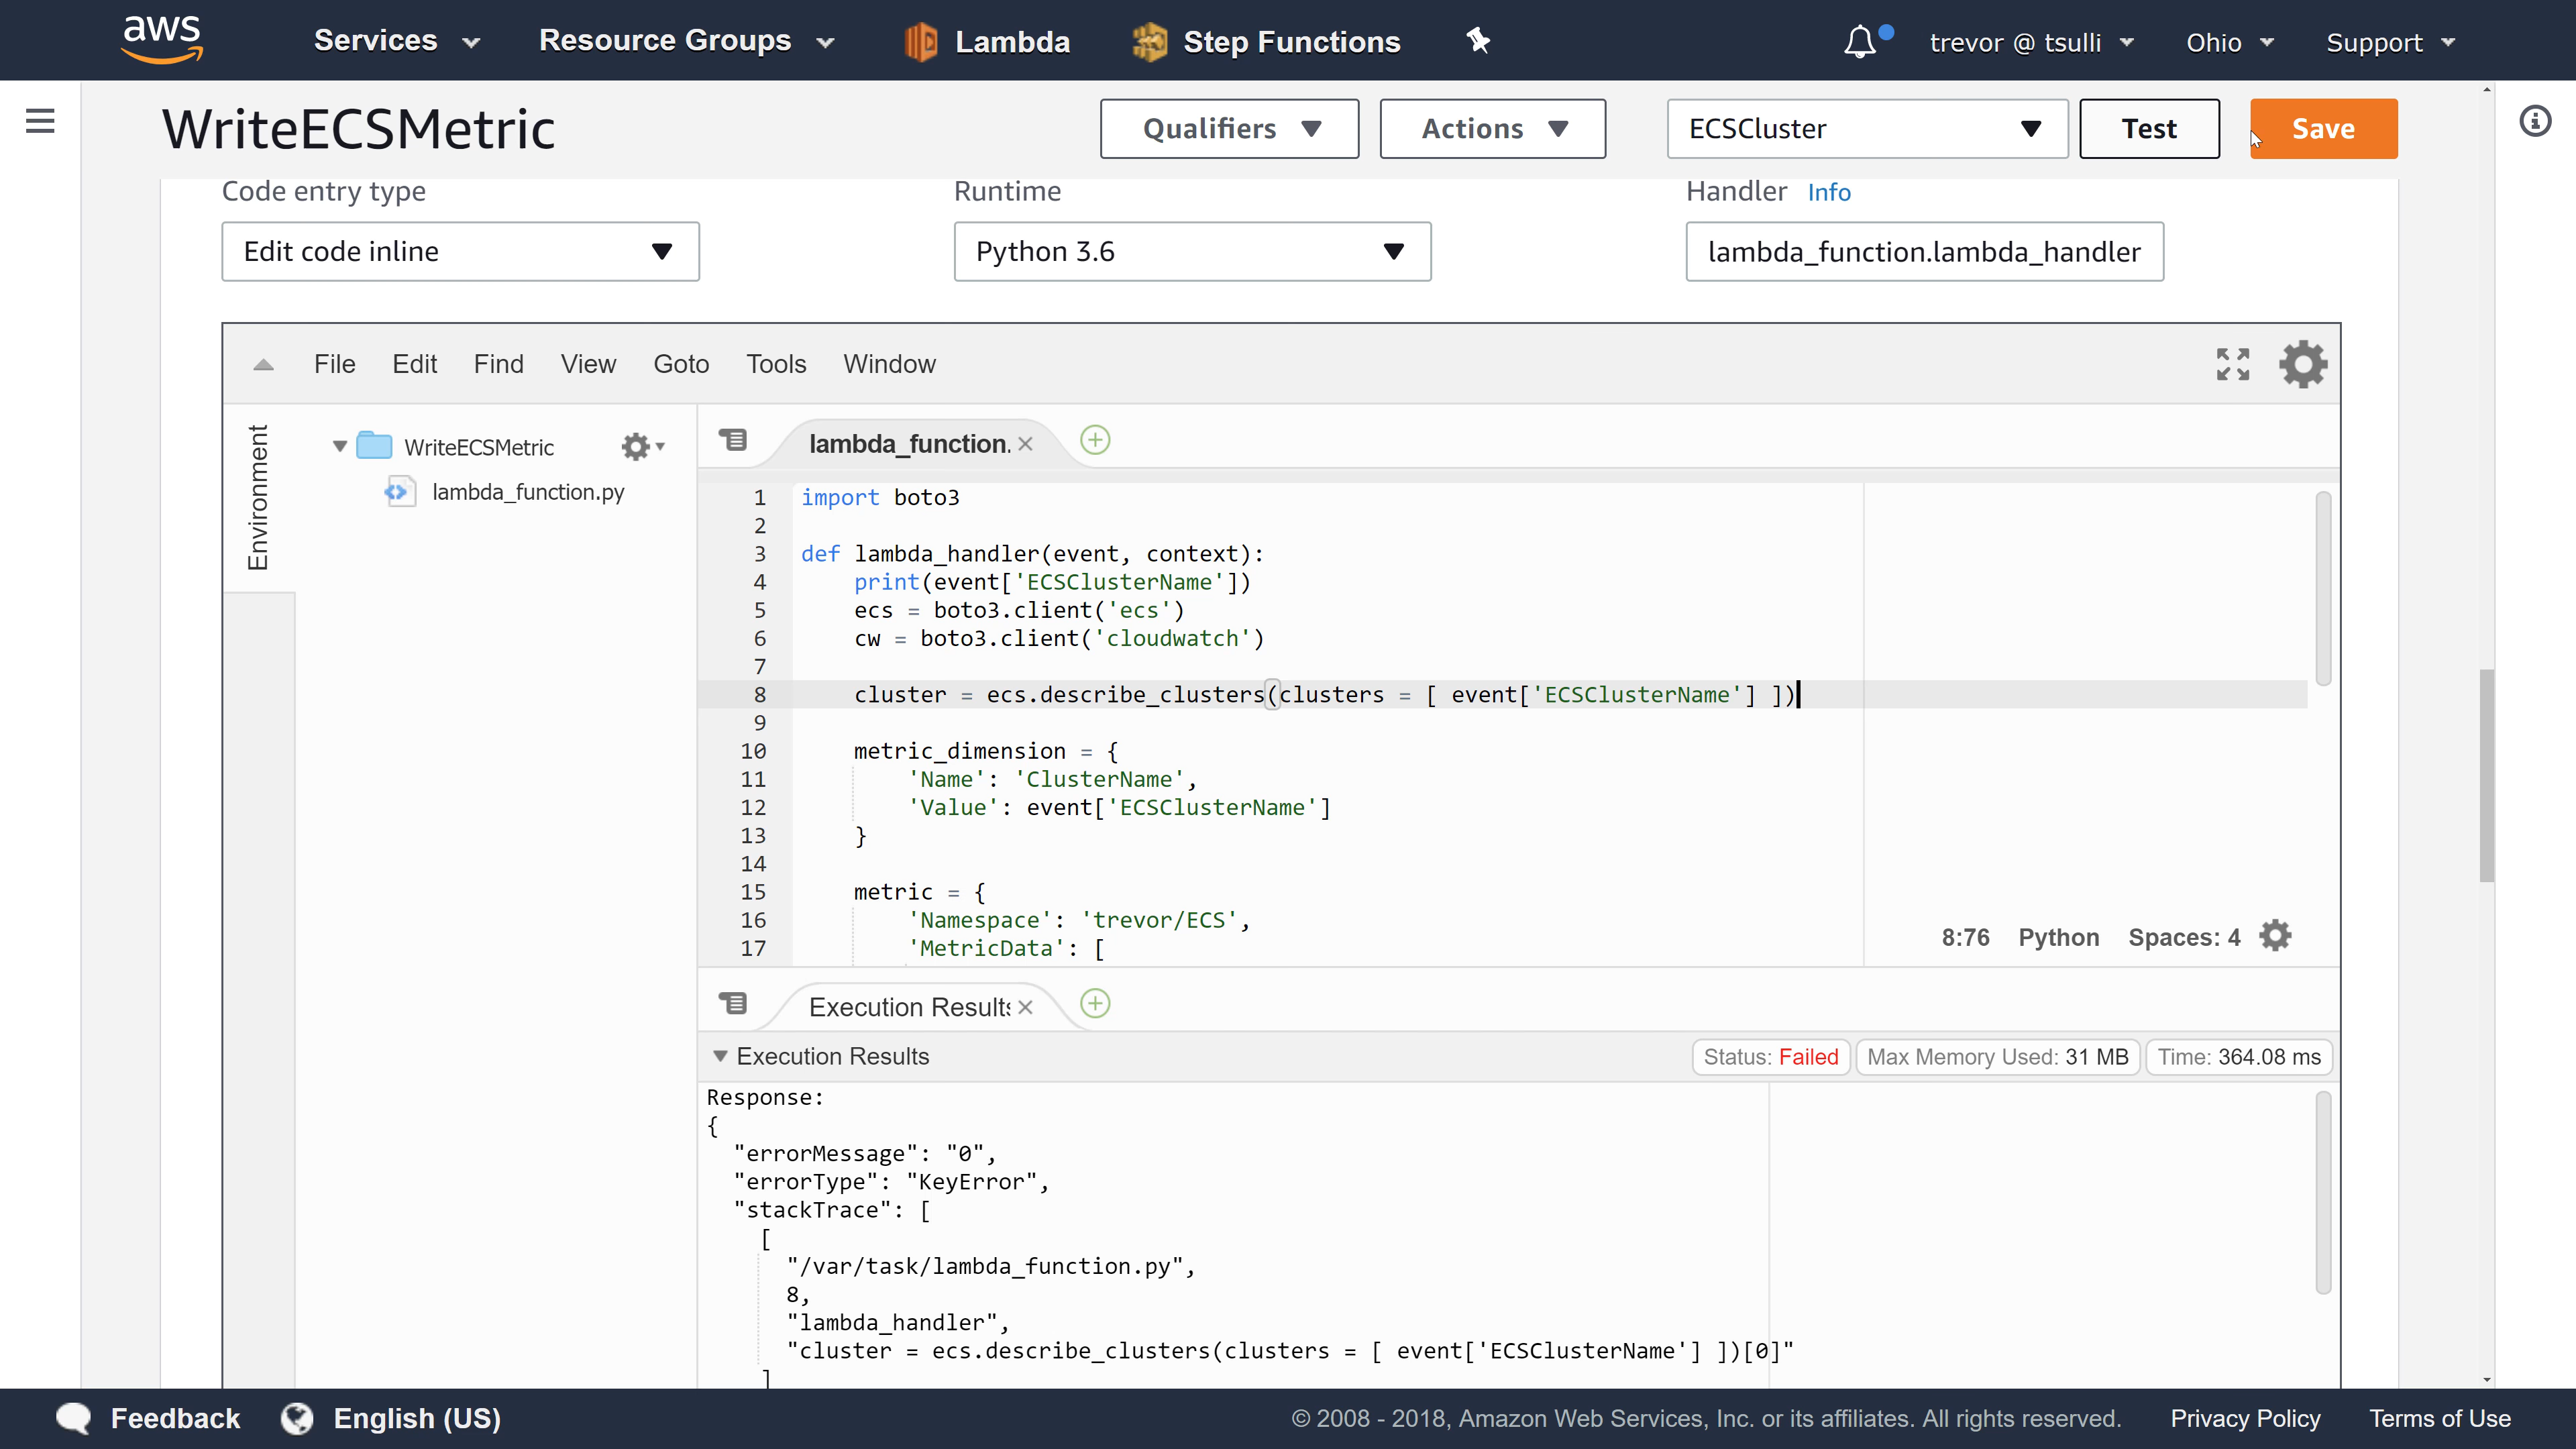 aws Services Resource Groups Lambda Step Functions trevor @ tsulli Ohio Support
WriteECSMetric Qualifiers Actions ECSCluster Test Save
Code entry type Runtime Handler Info
Edit code inline Python 3.6 lambda_function.lambda_handler
File Edit Find View Goto Tools Window
Environment
WriteECSMetric
lambda_function.py
lambda_function.
1 import boto3
2
3 def lambda_handler(event, context):
4 print(event['ECSClusterName'])
5 ecs = boto3.client('ecs')
6 cw = boto3.client('cloudwatch')
7
8 cluster = ecs.describe_clusters(clusters = [ event['ECSClusterName'] ])
9
10 metric_dimension = {
11 'Name': 'ClusterName',
12 'Value': event['ECSClusterName']
13 }
14
15 metric = {
16 'Namespace': 'trevor/ECS',
17 'MetricData': [
8:76 Python Spaces: 4
Execution Results
Execution Results Status: Failed Max Memory Used: 31 MB Time: 364.08 ms
Response:
{
"errorMessage": "0",
"errorType": "KeyError",
"stackTrace": [
[
"/var/task/lambda_function.py",
8,
"lambda_handler",
"cluster = ecs.describe_clusters(clusters = [ event['ECSClusterName'] ])[0]"
]
Feedback English (US) © 2008 - 2018, Amazon Web Services, Inc. or its affiliates. All rights reserved. Privacy Policy Terms of Use